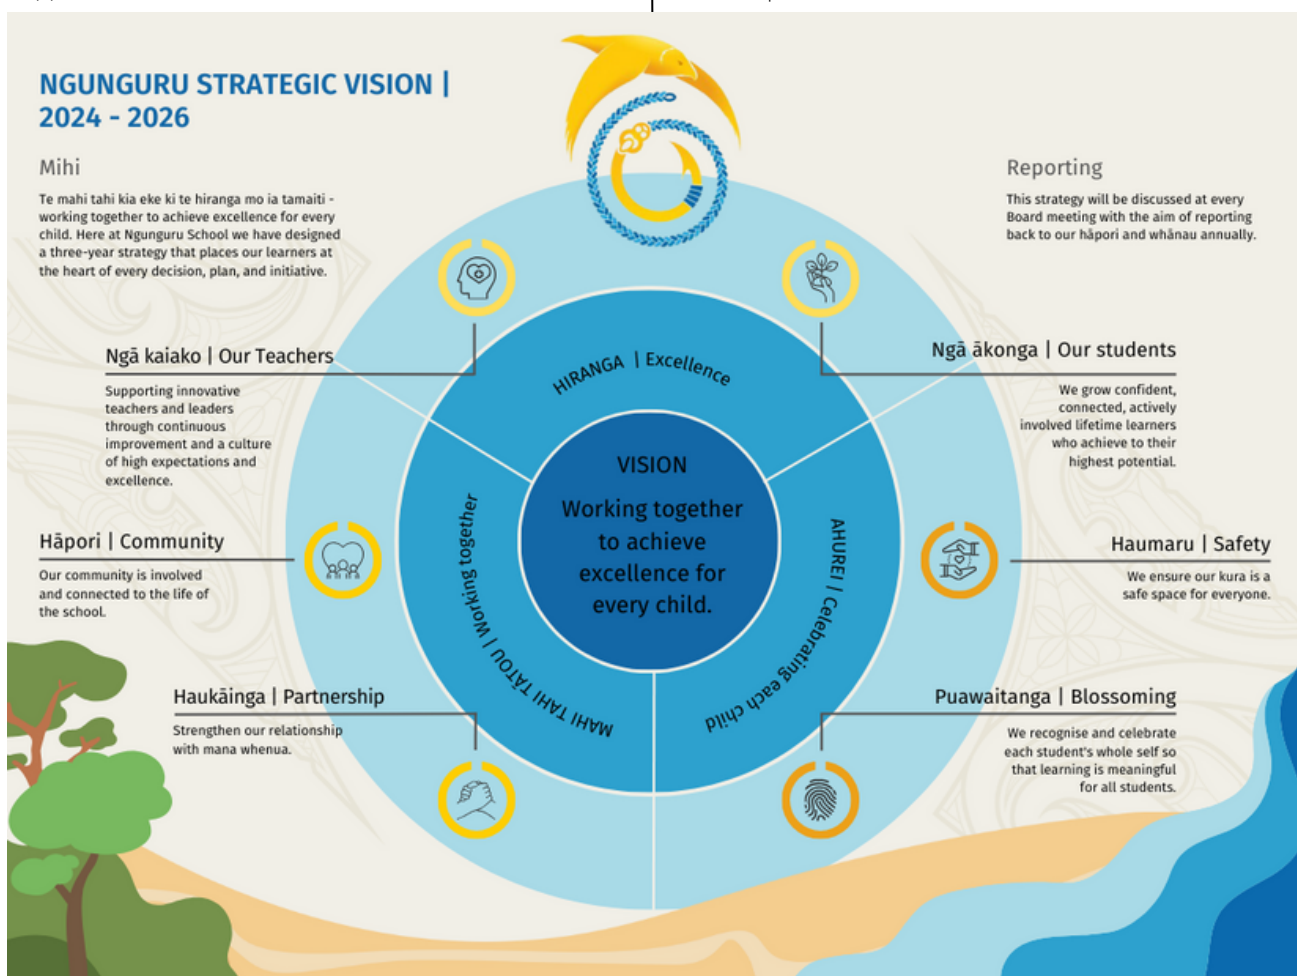 NGUNGURU STRATEGIC VISION |
2024 - 2026
Mihi
Te mahi tahi kia eke ki te hiranga mo ia tamaiti -
working together to achieve excellence for every
child. Here at Ngunguru School we have designed
a three-year strategy that places our learners at
the heart of every decision, plan, and initiative.
Reporting
This strategy will be discussed at every
Board meeting with the aim of reporting
back to our hāpori and whānau annually.
Ngā kaiako | Our Teachers
Supporting innovative
teachers and leaders
through continuous
improvement and a culture
of high expectations and
excellence.
Ngā ākonga | Our students
We grow confident,
connected, actively
involved lifetime learners
who achieve to their
highest potential.
HIRANGA | Excellence
VISION
Working together
to achieve
excellence for
every child.
MAHI TAHI TĀTOU | Working together
AHUREI | Celebrating each child
Hāpori | Community
Our community is involved
and connected to the life of
the school.
Haumaru | Safety
We ensure our kura is a
safe space for everyone.
Haukāinga | Partnership
Strengthen our relationship
with mana whenua.
Puawaitanga | Blossoming
We recognise and celebrate
each student's whole self so
that learning is meaningful
for all students.